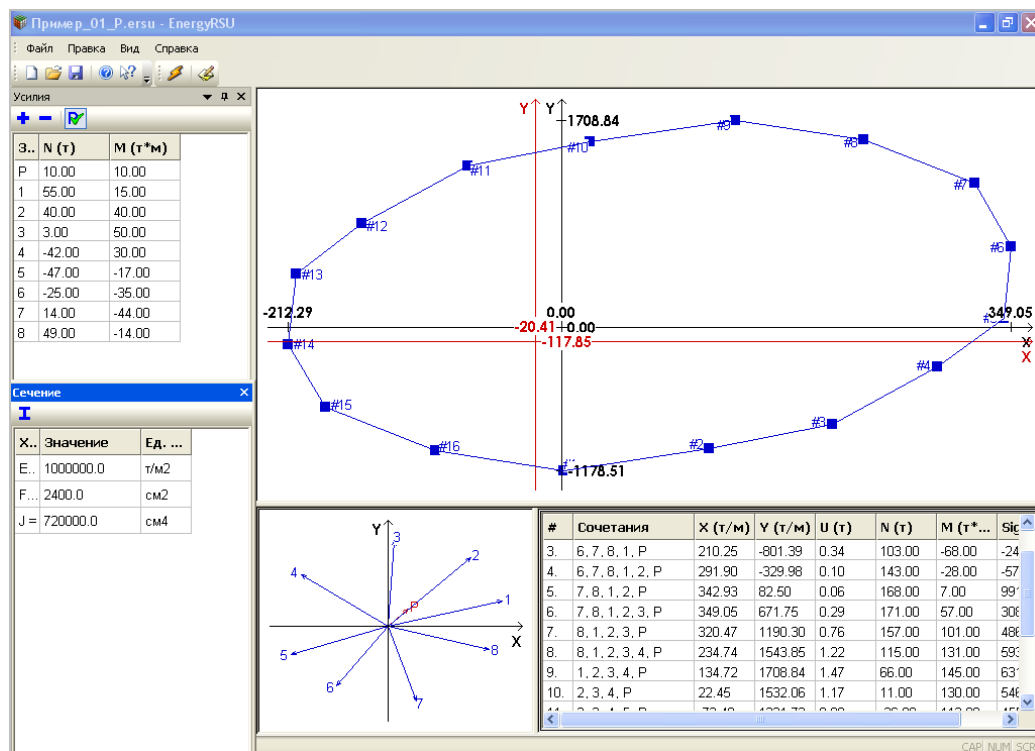 Пример_01_P.ersu - EnergyRSU
Файл Правка Вид Справка
Усилия
З.. N (т) M (т*м)
P 10.00 10.00
1 55.00 15.00
2 40.00 40.00
3 3.00 50.00
4 -42.00 30.00
5 -47.00 -17.00
6 -25.00 -35.00
7 14.00 -44.00
8 49.00 -14.00
Сечение
Х.. Значение Ед. ...
E.. 1000000.0 т/м2
F... 2400.0 см2
J = 720000.0 см4
Y Y
1708.84
#9
#10
#8
#11
#7
#12
#6
#13
-212.29
0.00
349.05
-20.41
0.00
-117.85
X
X
#14
#4
#15
#3
#16
#2
-1178.51
Y
3
2
4
1
X
8
5
6
7
# Сочетания X (т/м) Y (т/м) U (т) N (т) M (т*... Sig
3. 6, 7, 8, 1, P 210.25 -801.39 0.34 103.00 -68.00 -24
4. 6, 7, 8, 1, 2, P 291.90 -329.98 0.10 143.00 -28.00 -57
5. 7, 8, 1, 2, P 342.93 82.50 0.06 168.00 7.00 991
6. 7, 8, 1, 2, 3, P 349.05 671.75 0.29 171.00 57.00 308
7. 8, 1, 2, 3, P 320.47 1190.30 0.76 157.00 101.00 486
8. 8, 1, 2, 3, 4, P 234.74 1543.85 1.22 115.00 131.00 593
9. 1, 2, 3, 4, P 134.72 1708.84 1.47 66.00 145.00 631
10. 2, 3, 4, P 22.45 1532.06 1.17 11.00 130.00 546
CAP NUM SCR